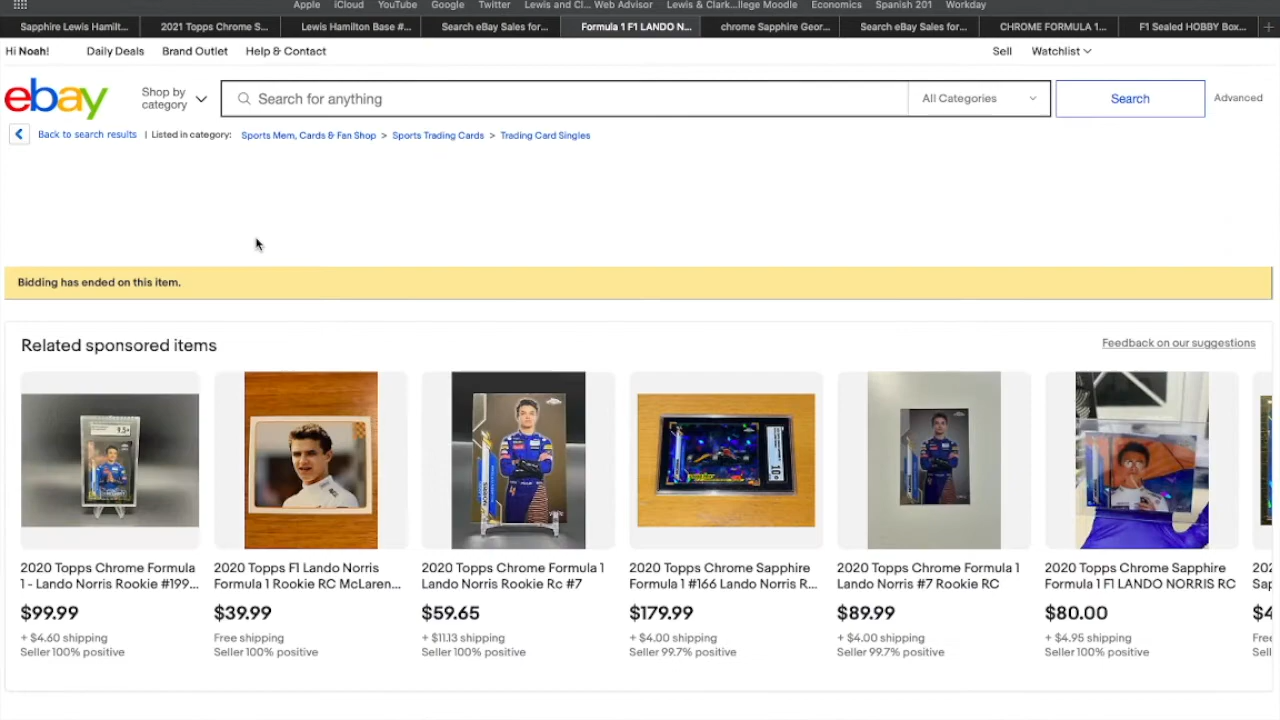 Apple iCloud YouTube Google Twitter Lewis and Cl... Web Advisor Lewis & Clark...llege Moodle Economics Spanish 201 Workday
Sapphire Lewis Hamilt... 2021 Topps Chrome S... Lewis Hamilton Base #... Search eBay Sales for... Formula 1 F1 LANDO N... chrome Sapphire Geor... Search eBay Sales for... CHROME FORMULA 1... F1 Sealed HOBBY Box...
Hi Noah! Daily Deals Brand Outlet Help & Contact Sell Watchlist
ebay Shop by category Search for anything All Categories Search Advanced
Back to search results | Listed in category: Sports Mem, Cards & Fan Shop > Sports Trading Cards > Trading Card Singles
Bidding has ended on this item.
Related sponsored items Feedback on our suggestions
2020 Topps Chrome Formula
1 - Lando Norris Rookie #199...
$99.99
+ $4.60 shipping
Seller 100% positive
2020 Topps F1 Lando Norris
Formula 1 Rookie RC McLaren...
$39.99
Free shipping
Seller 100% positive
2020 Topps Chrome Formula 1
Lando Norris Rookie Rc #7
$59.65
+ $11.13 shipping
Seller 100% positive
2020 Topps Chrome Sapphire
Formula 1 #166 Lando Norris R...
$179.99
+ $4.00 shipping
Seller 99.7% positive
2020 Topps Chrome Formula 1
Lando Norris #7 Rookie RC
$89.99
+ $4.00 shipping
Seller 99.7% positive
2020 Topps Chrome Sapphire
Formula 1 F1 LANDO NORRIS RC
$80.00
+ $4.95 shipping
Seller 100% positive